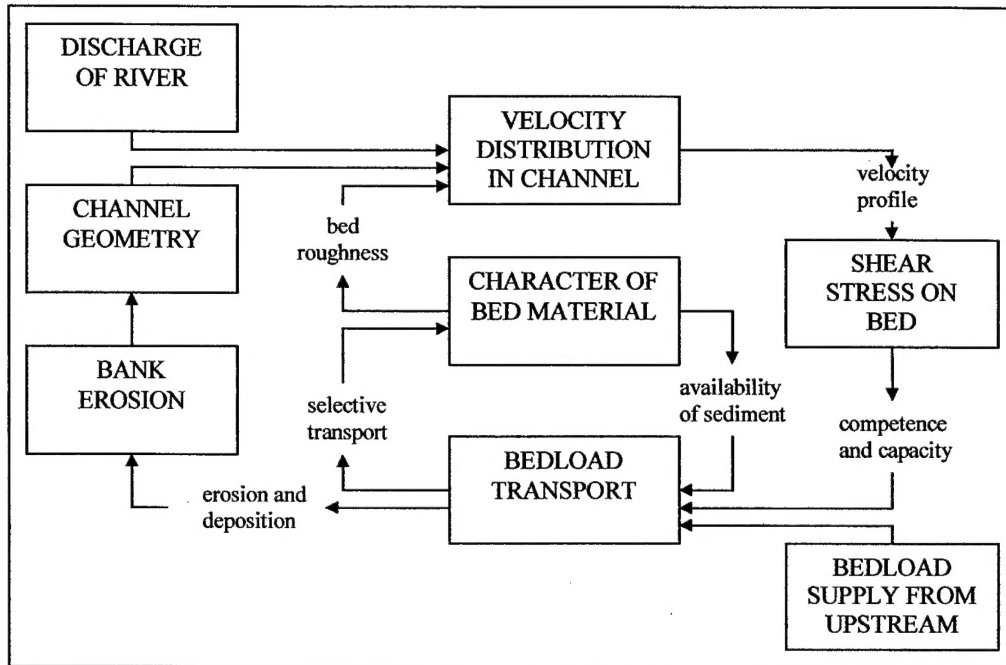 DISCHARGE
OF RIVER
VELOCITY
DISTRIBUTION
IN CHANNEL
velocity
profile
CHANNEL
GEOMETRY
bed
roughness
SHEAR
STRESS ON
BED
CHARACTER OF
BED MATERIAL
BANK
EROSION
selective
transport
availability
of sediment
competence
and capacity
BEDLOAD
TRANSPORT
erosion and
deposition
BEDLOAD
SUPPLY FROM
UPSTREAM